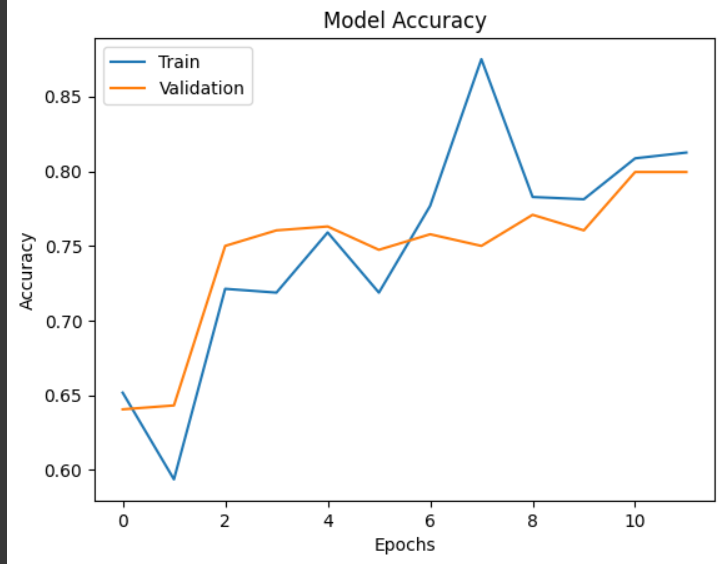 Model Accuracy
Train
Validation
0.85
0.80
0.75
0.70
0.65
0.60
Accuracy
0 2 4 6 8 10
Epochs